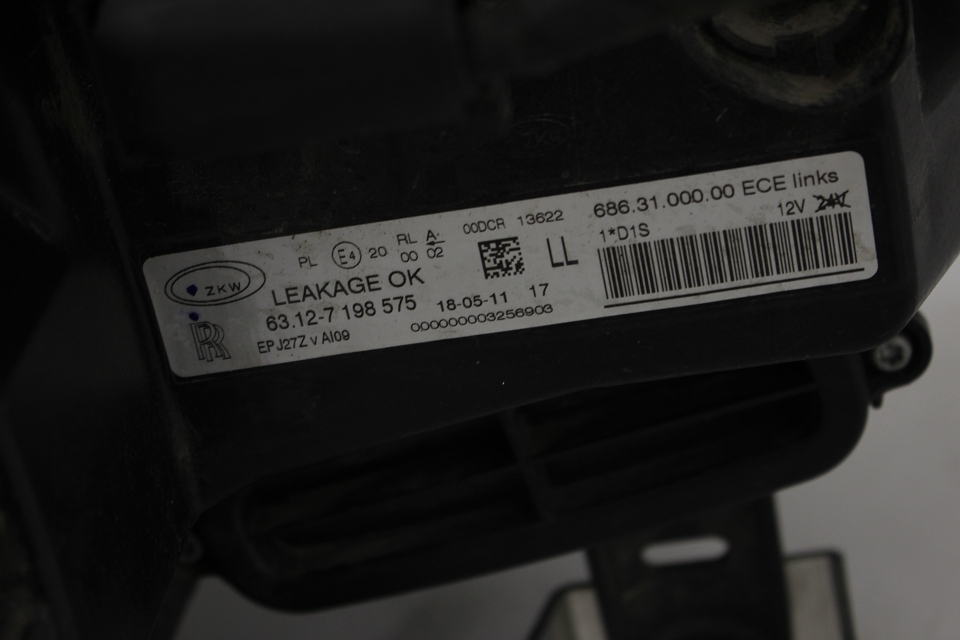 ZKW
RR
PL E4 20 RL 00 A 02
00DCR 13622
LEAKAGE OK
63.12-7 198 575
18-05-11 17
EP J27Z v AI09
000000003256903
LL
686.31.000.00 ECE links
1*D1S
12V 24V